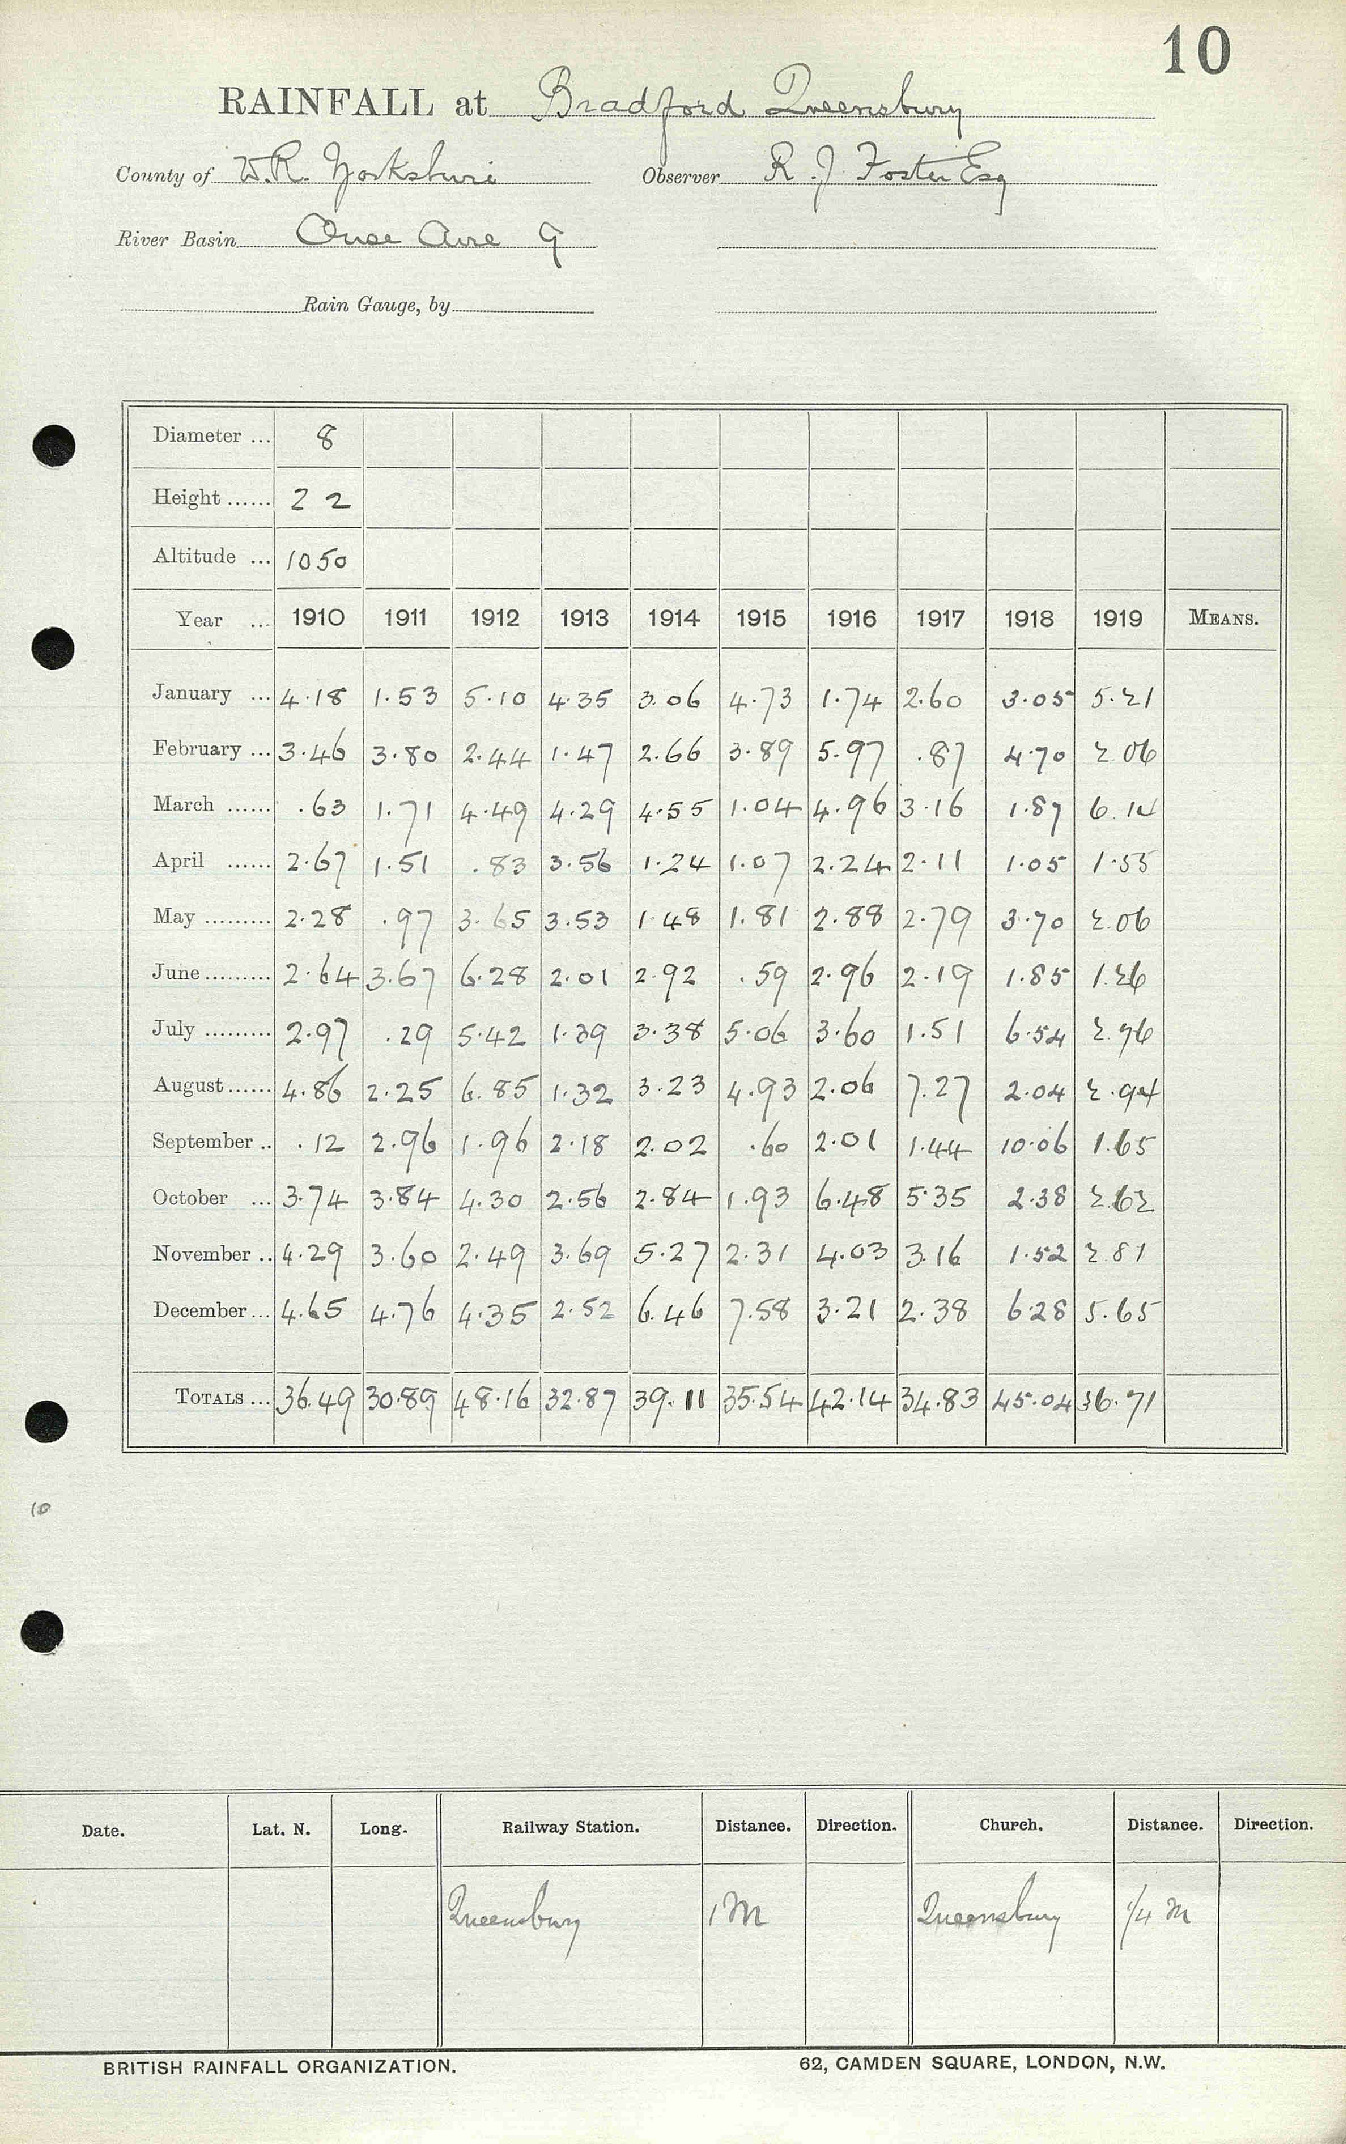 10
RAINFALL at Bradford Queensbury
County of W.R. Yorkshire Observer R. J. Foster Esq
River Basin Ouse Aire 9
Rain Gauge, by
Diameter ... 8
Height ...... 22
Altitude ... 1050
Year ... 1910 1911 1912 1913 1914 1915 1916 1917 1918 1919 MEANS.
January ... 4.18 1.53 5.10 4.35 3.06 4.73 1.74 2.60 3.05 5.21
February ... 3.46 3.80 2.44 1.47 2.66 3.89 5.97 .87 4.70 2.06
March ...... .63 1.71 4.49 4.29 4.55 1.04 4.96 3.16 1.87 6.14
April ...... 2.67 1.51 .83 3.56 1.24 1.07 2.24 2.11 1.05 1.55
May ......... 2.28 .97 3.65 3.53 1.48 1.81 2.88 2.79 3.70 2.06
June ......... 2.64 3.67 6.28 2.01 2.92 .59 2.96 2.19 1.85 1.26
July ......... 2.97 .29 5.42 1.39 3.38 5.06 3.60 1.51 6.54 2.76
August ...... 4.86 2.25 6.85 1.32 3.23 4.93 2.06 7.27 2.04 2.94
September .. .12 2.96 1.96 2.18 2.02 .60 2.01 1.44 10.06 1.65
October ... 3.74 3.84 4.30 2.56 2.84 1.93 6.48 5.35 2.38 2.62
November .. 4.29 3.60 2.49 3.69 5.27 2.31 4.03 3.16 1.52 2.81
December ... 4.65 4.76 4.35 2.52 6.46 7.58 3.21 2.38 6.28 5.65
TOTALS ... 36.49 30.89 48.16 32.87 39.11 35.54 42.14 34.83 45.04 36.71
10
Date. Lat. N. Long. Railway Station. Distance. Direction. Church. Distance. Direction.
Queensbury 1 M Queensbury 1/4 M
BRITISH RAINFALL ORGANIZATION. 62, CAMDEN SQUARE, LONDON, N.W.